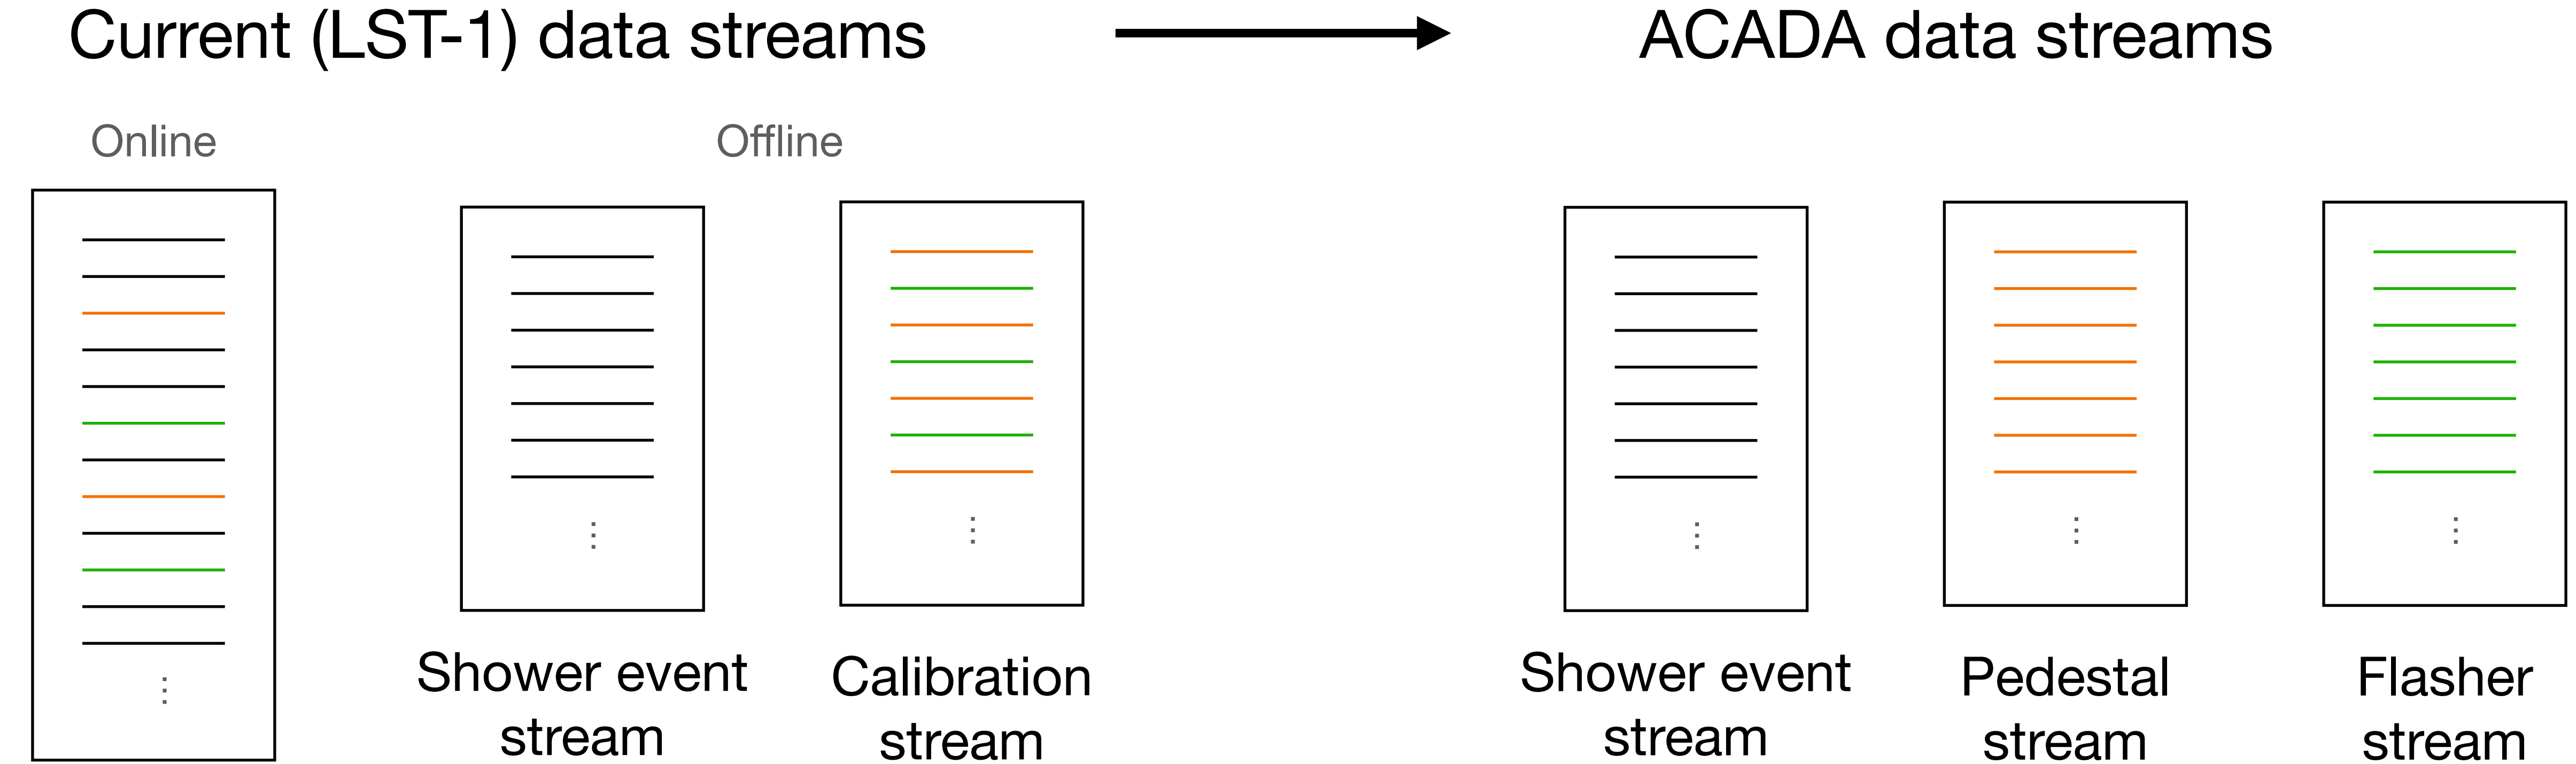 Current (LST-1) data streams
ACADA data streams
Online
Offline
Shower event
stream
Calibration
stream
Shower event
stream
Pedestal
stream
Flasher
stream